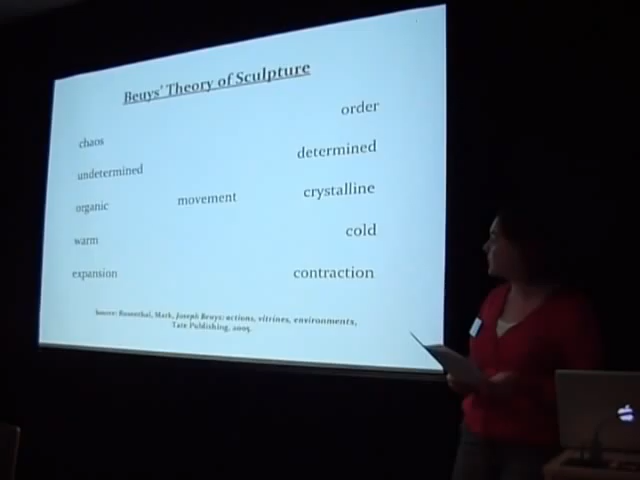 Beuys' Theory of Sculpture
order
chaos
determined
undetermined
crystalline
organic
movement
cold
warm
contraction
expansion
Source: Rosenthal, Mark, Joseph Beuys: actions, vitrines, environments,
Tate Publishing, 2005.